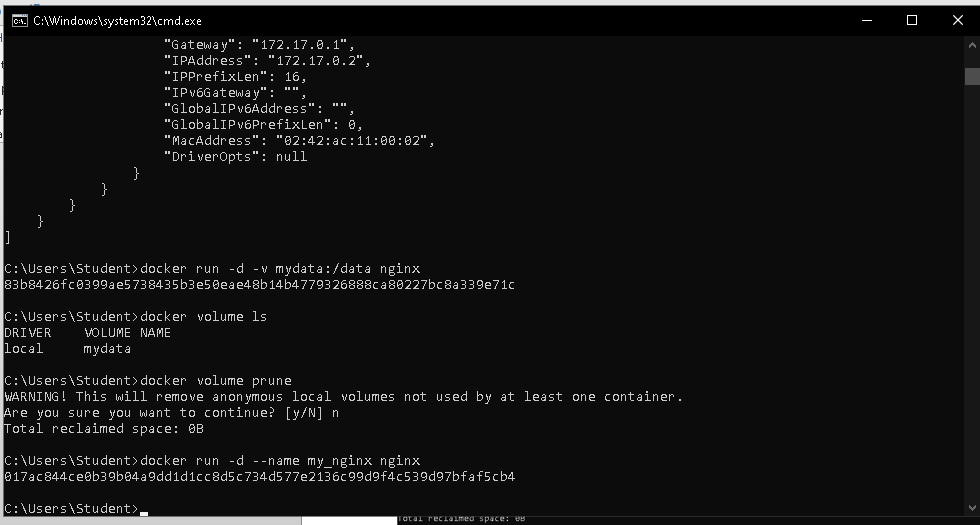 C:\Windows\system32\cmd.exe
"Gateway": "172.17.0.1",
"IPAddress": "172.17.0.2",
"IPPrefixLen": 16,
"IPv6Gateway": "",
"GlobalIPv6Address": "",
"GlobalIPv6PrefixLen": 0,
"MacAddress": "02:42:ac:11:00:02",
"DriverOpts": null
}
}
}
}
]
C:\Users\Student>docker run -d -v mydata:/data nginx
83b8426fc0399ae5738435b3e50eae48b14b4779326888ca80227bc8a339e71c
C:\Users\Student>docker volume ls
DRIVER    VOLUME NAME
local     mydata
C:\Users\Student>docker volume prune
WARNING! This will remove anonymous local volumes not used by at least one container.
Are you sure you want to continue? [y/N] n
Total reclaimed space: 0B
C:\Users\Student>docker run -d --name my_nginx nginx
017ac844ce0b39b04a9dd1d1cc8d5c734d577e2136c99d9f4c539d97bfaf5cb4
C:\Users\Student>
Total reclaimed space: 0B